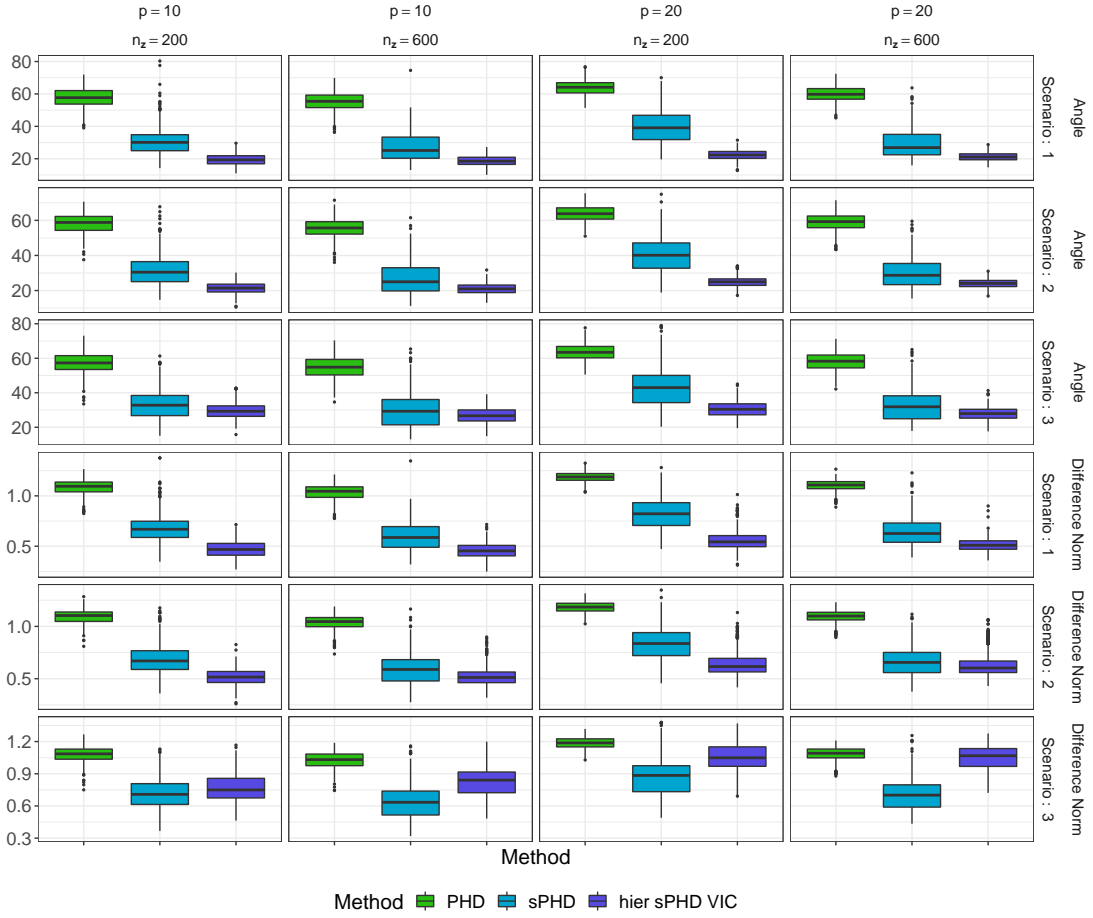 p = 10 p = 10 p = 20 p = 20
n_z = 200 n_z = 600 n_z = 200 n_z = 600
80
60
40
20
Angle
Scenario : 1
60
40
20
Angle
Scenario : 2
80
60
40
20
Angle
Scenario : 3
1.0
0.5
Difference Norm
Scenario : 1
1.0
0.5
Difference Norm
Scenario : 2
1.2
0.9
0.6
0.3
Difference Norm
Scenario : 3
Method
Method PHD sPHD hier sPHD VIC